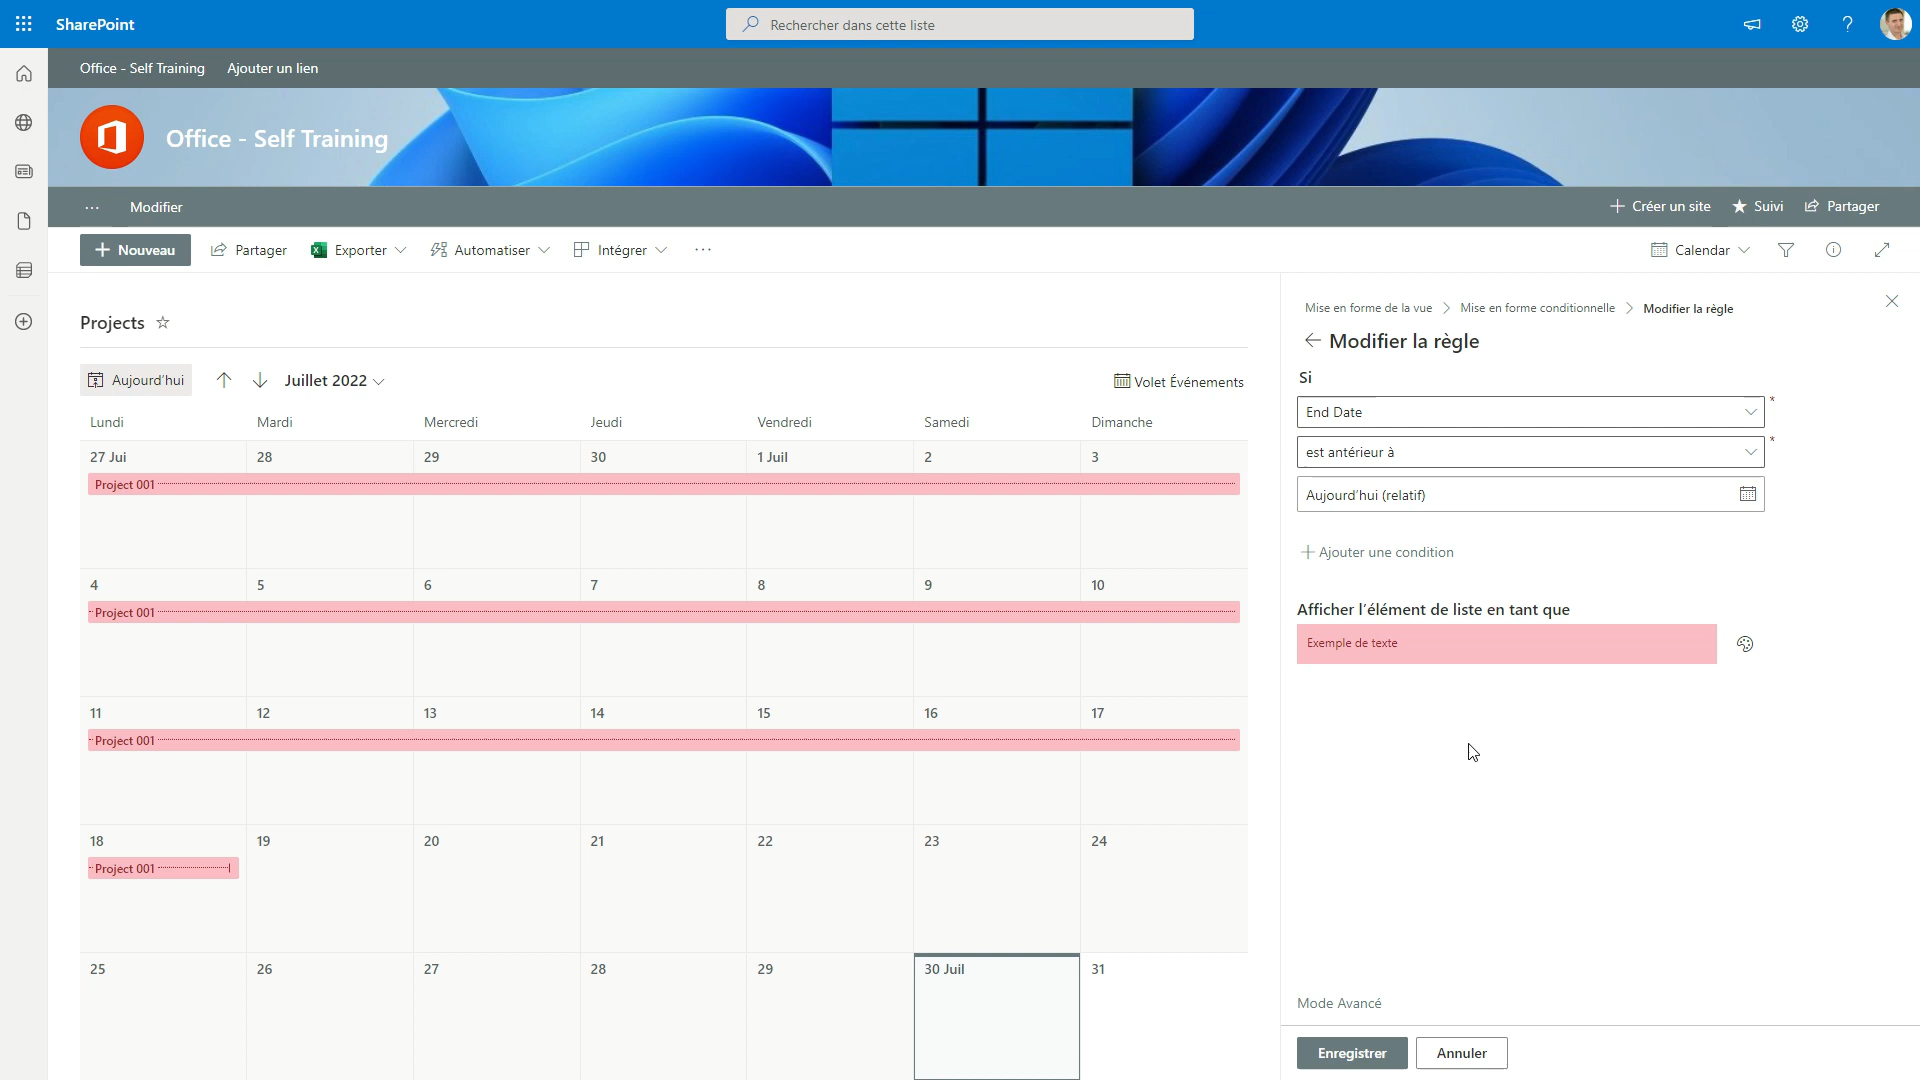 SharePoint
Rechercher dans cette liste
?
Office - Self Training Ajouter un lien
Office - Self Training
... Modifier
Créer un site Suivi Partager
Nouveau Partager Exporter Automatiser Intégrer ...
Calendar
Projects
Aujourd'hui Juillet 2022 Volet Événements
Lundi Mardi Mercredi Jeudi Vendredi Samedi Dimanche
27 Jui 28 29 30 1 Juil 2 3
Project 001
4 5 6 7 8 9 10
Project 001
11 12 13 14 15 16 17
Project 001
18 19 20 21 22 23 24
Project 001
25 26 27 28 29 30 Juil 31
Mise en forme de la vue Mise en forme conditionnelle Modifier la règle
Modifier la règle
Si
End Date *
est antérieur à *
Aujourd'hui (relatif)
Ajouter une condition
Afficher l'élément de liste en tant que
Exemple de texte
Mode Avancé
Enregistrer Annuler